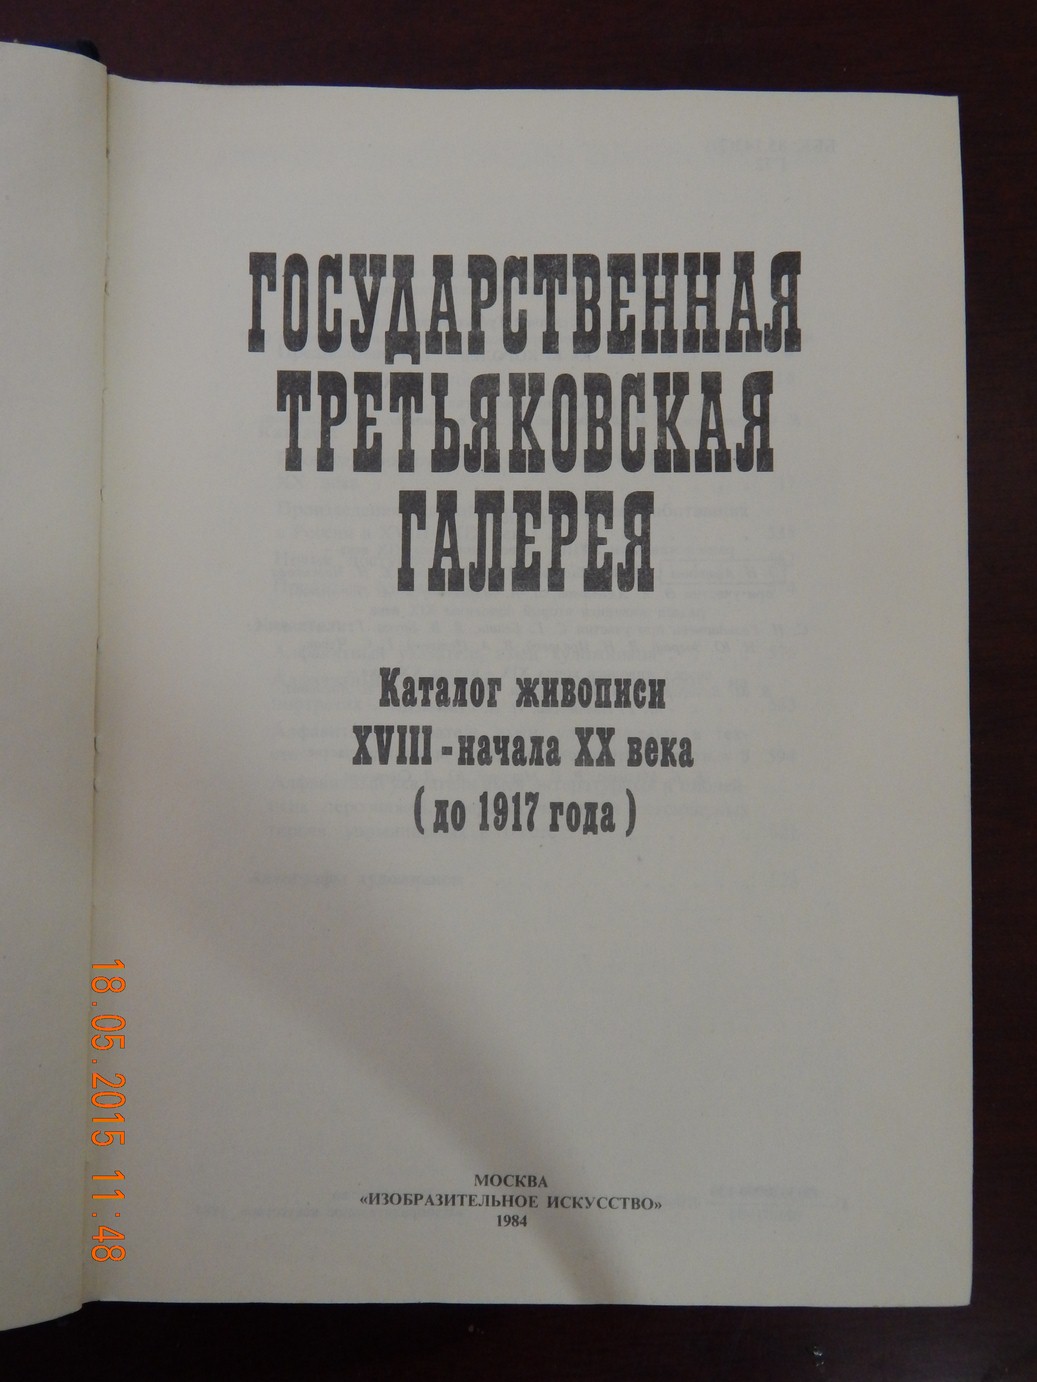 ГОСУДАРСТВЕННАЯ
ТРЕТЬЯКОВСКАЯ
ГАЛЕРЕЯ
Каталог живописи
XVIII - начала XX века
( до 1917 года )
МОСКВА
«ИЗОБРАЗИТЕЛЬНОЕ ИСКУССТВО»
1984
18.05.2015 11:48